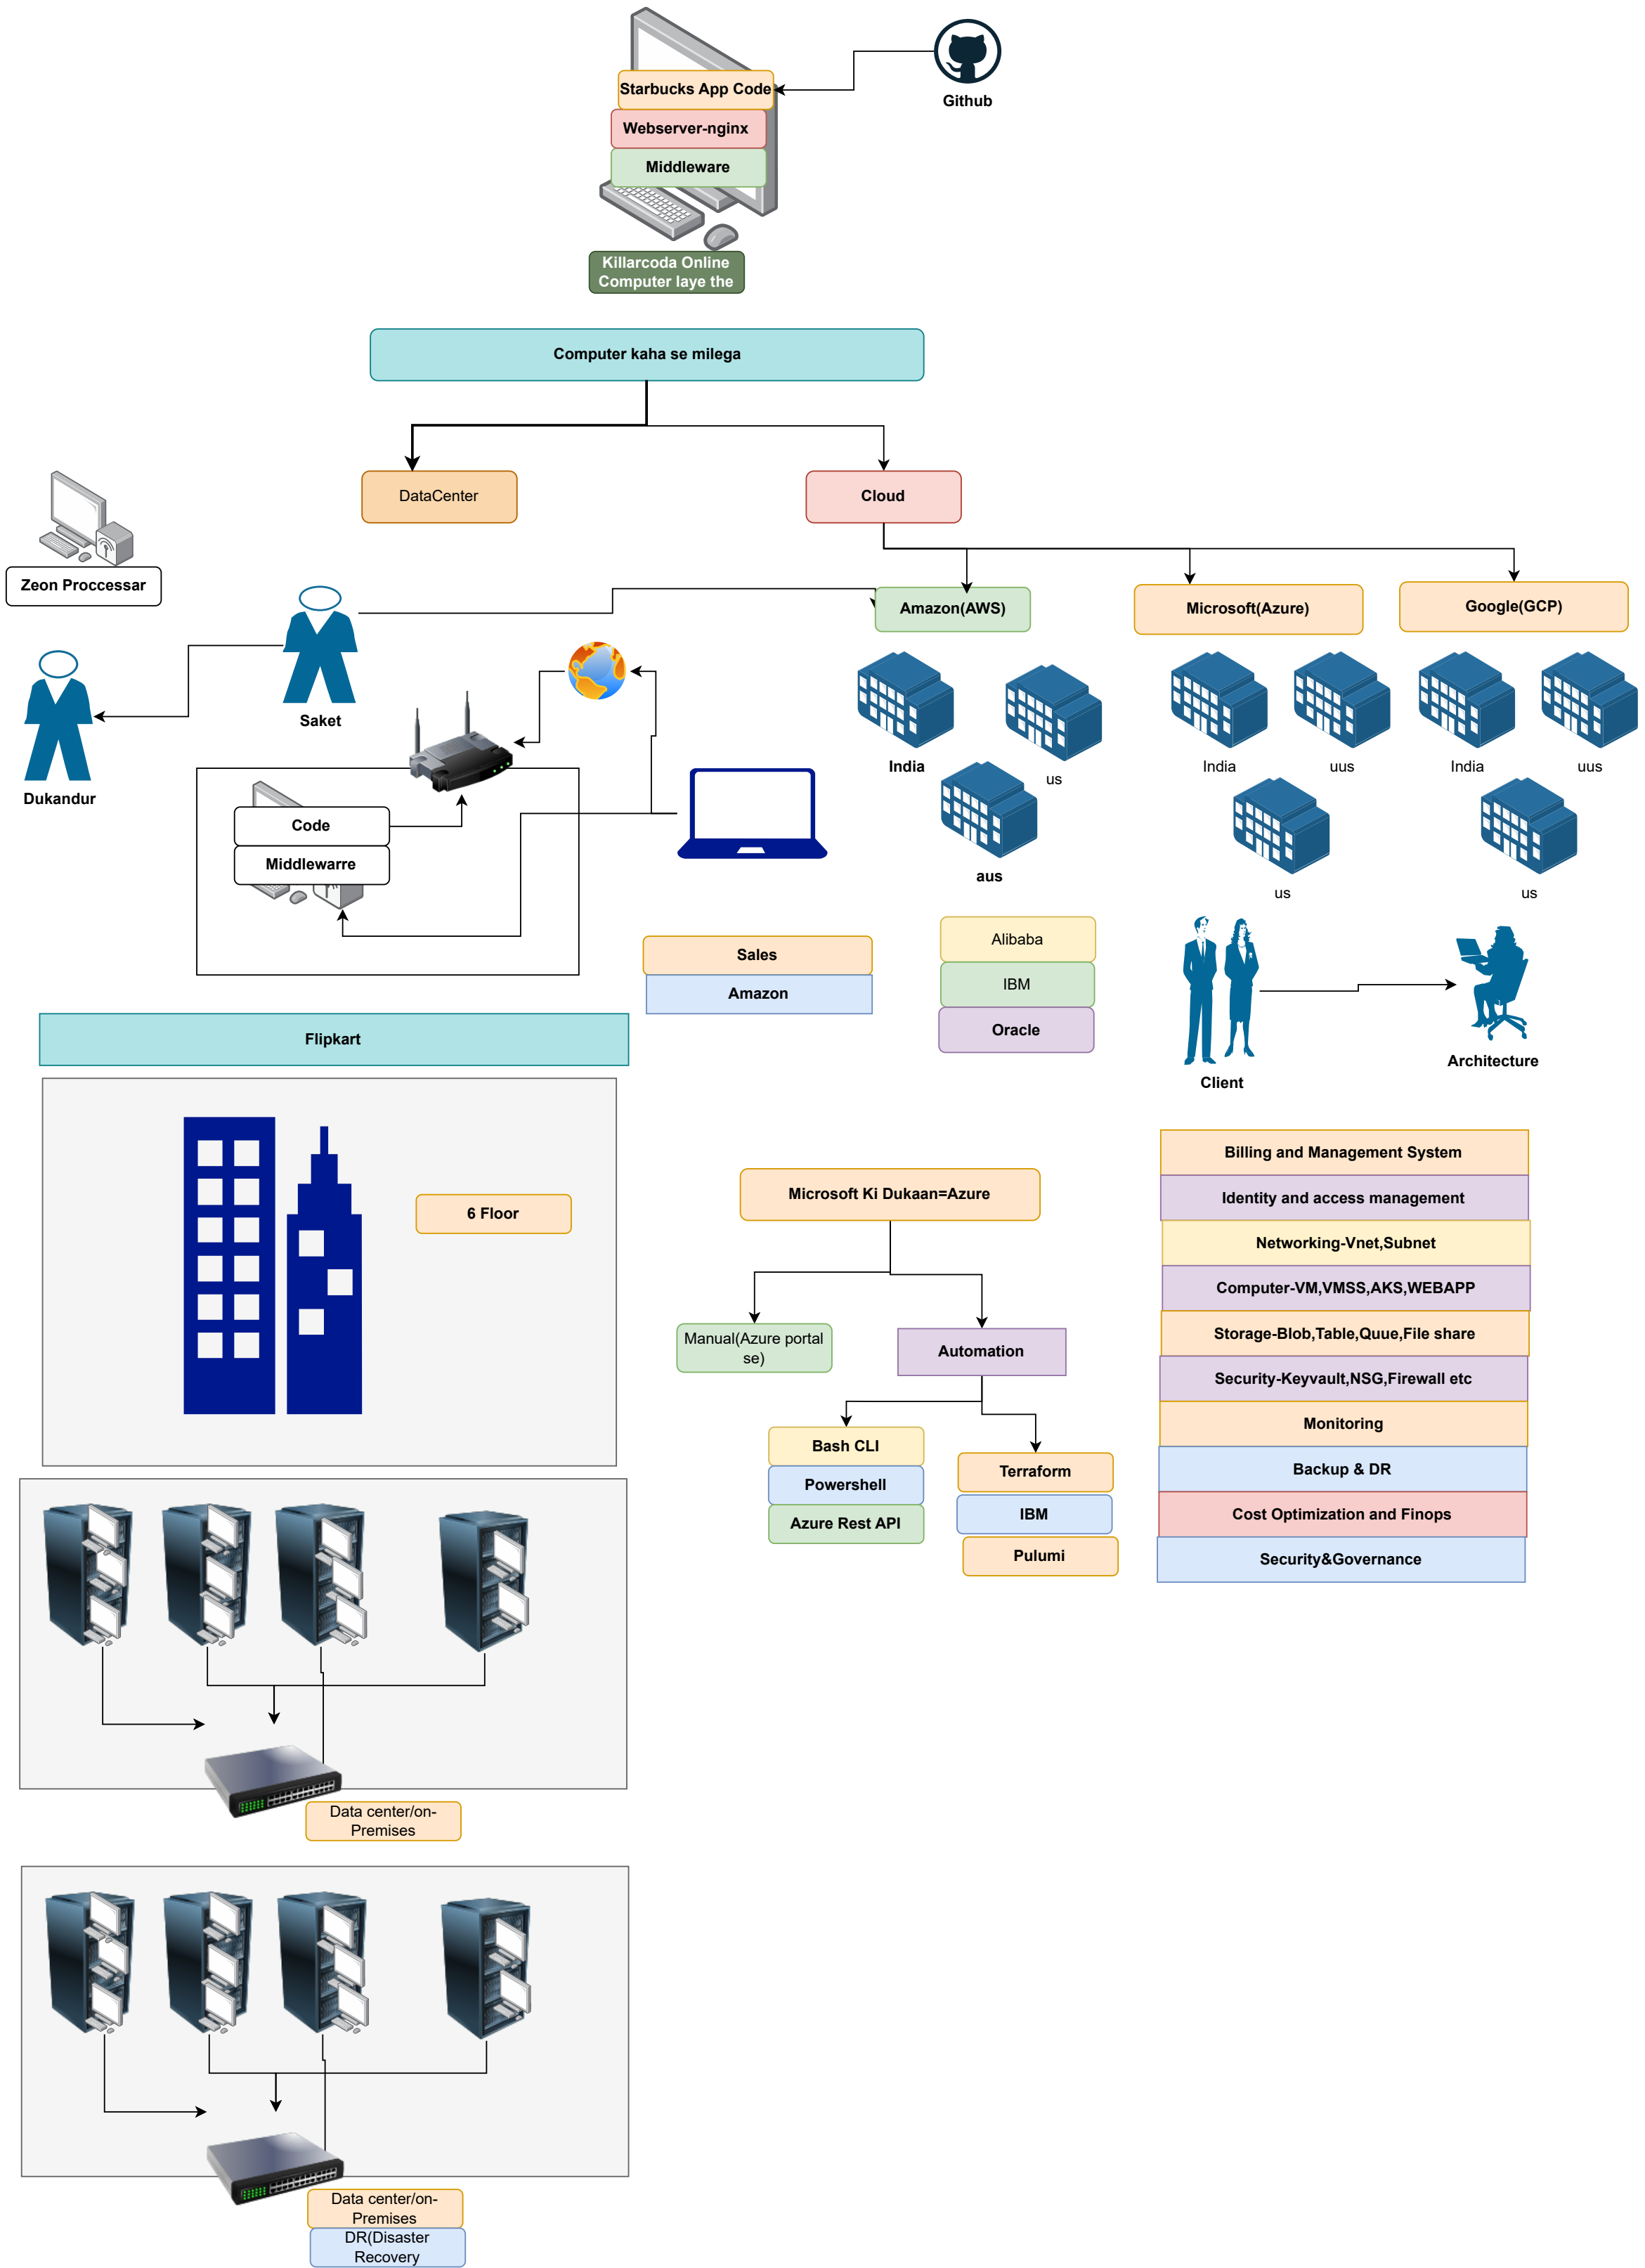 Starbucks App Code
Webserver-nginx
Middleware
Github
Killarcoda Online
Computer laye the
Computer kaha se milega
DataCenter
Cloud
Zeon Proccessar
Amazon(AWS)
Microsoft(Azure)
Google(GCP)
Saket
Dukandur
India
us
aus
India
uus
us
India
uus
us
Code
Middlewarre
Sales
Amazon
Alibaba
IBM
Oracle
Client
Architecture
Flipkart
6 Floor
Microsoft Ki Dukaan=Azure
Manual(Azure portal
se)
Automation
Bash CLI
Powershell
Azure Rest API
Terraform
IBM
Pulumi
Billing and Management System
Identity and access management
Networking-Vnet,Subnet
Computer-VM,VMSS,AKS,WEBAPP
Storage-Blob,Table,Quue,File share
Security-Keyvault,NSG,Firewall etc
Monitoring
Backup & DR
Cost Optimization and Finops
Security&Governance
Data center/on-
Premises
Data center/on-
Premises
DR(Disaster
Recovery